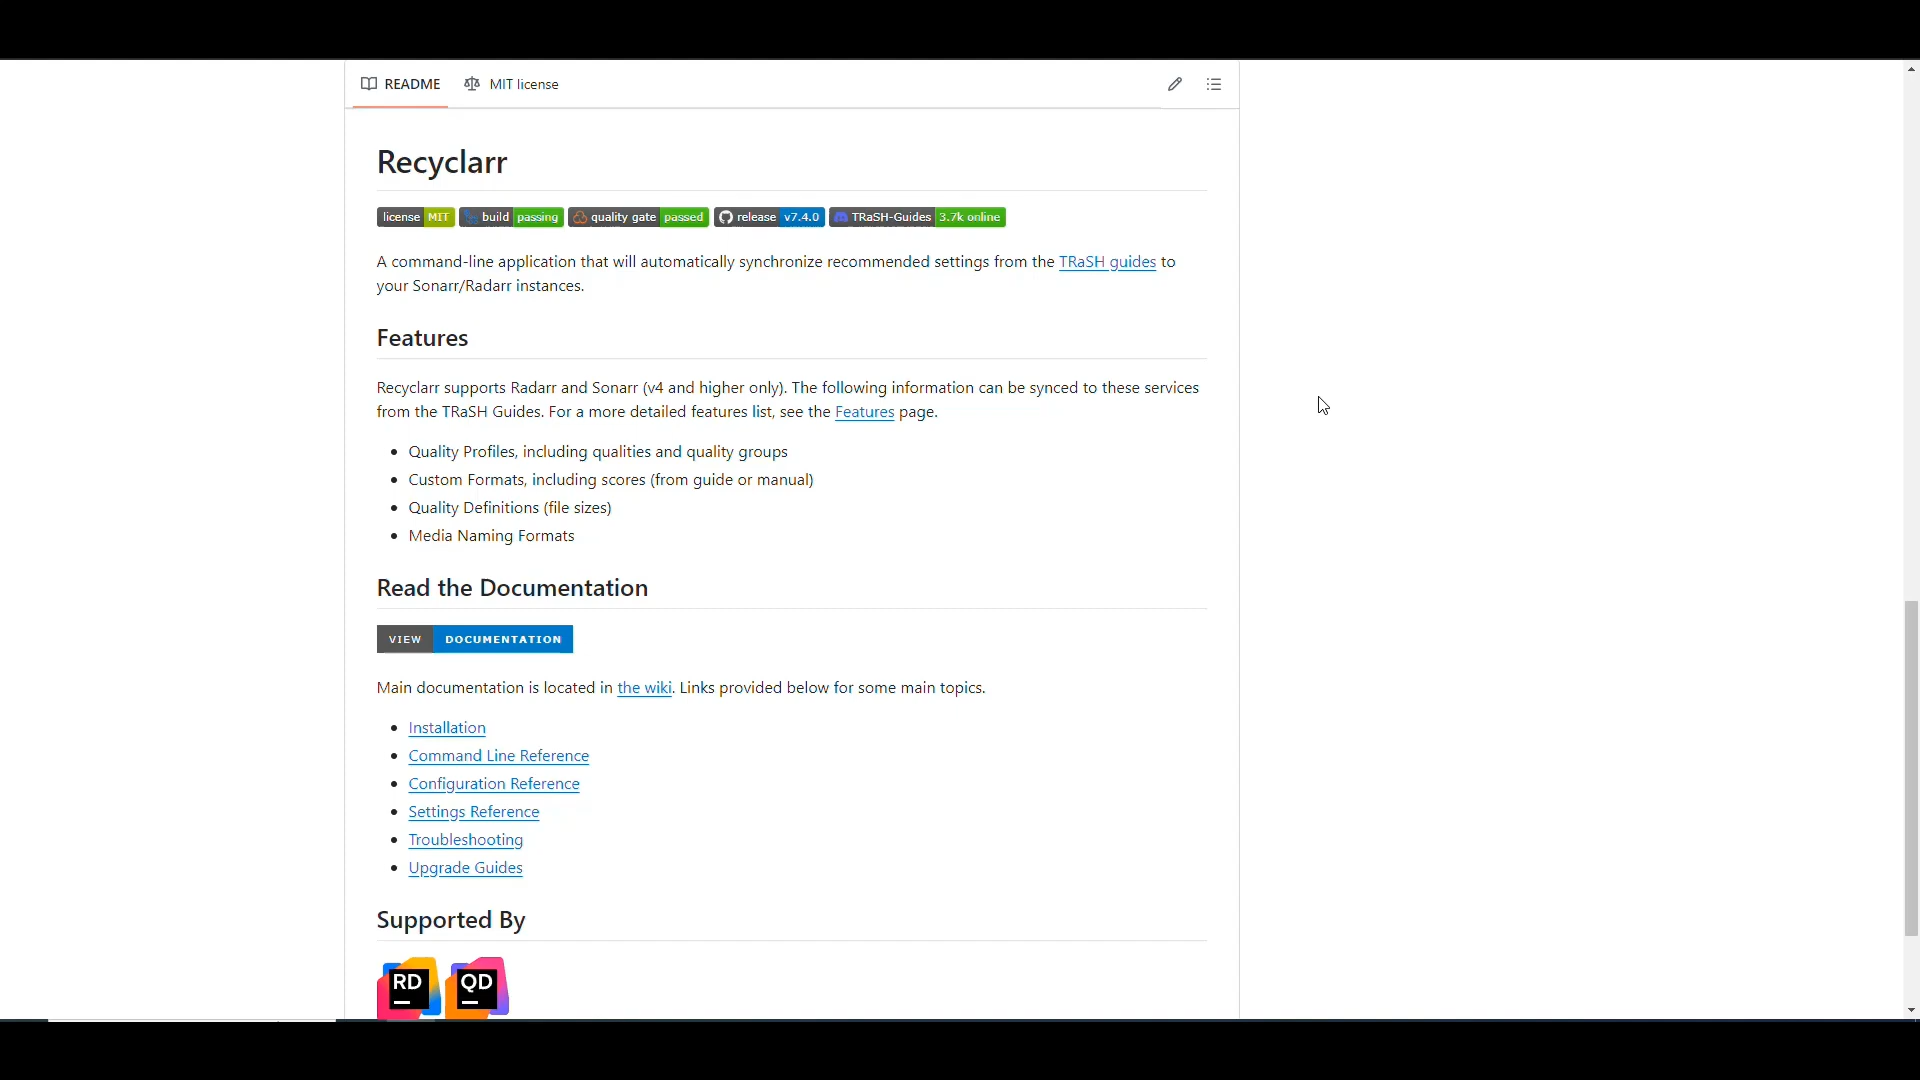 README MIT license
Recyclarr
license MIT build passing quality gate passed release v7.4.0 TRaSH-Guides 3.7k online
A command-line application that will automatically synchronize recommended settings from the TRaSH guides to
your Sonarr/Radarr instances.
Features
Recyclarr supports Radarr and Sonarr (v4 and higher only). The following information can be synced to these services
from the TRaSH Guides. For a more detailed features list, see the Features page.
• Quality Profiles, including qualities and quality groups
• Custom Formats, including scores (from guide or manual)
• Quality Definitions (file sizes)
• Media Naming Formats
Read the Documentation
VIEW DOCUMENTATION
Main documentation is located in the wiki. Links provided below for some main topics.
• Installation
• Command Line Reference
• Configuration Reference
• Settings Reference
• Troubleshooting
• Upgrade Guides
Supported By
RD QD